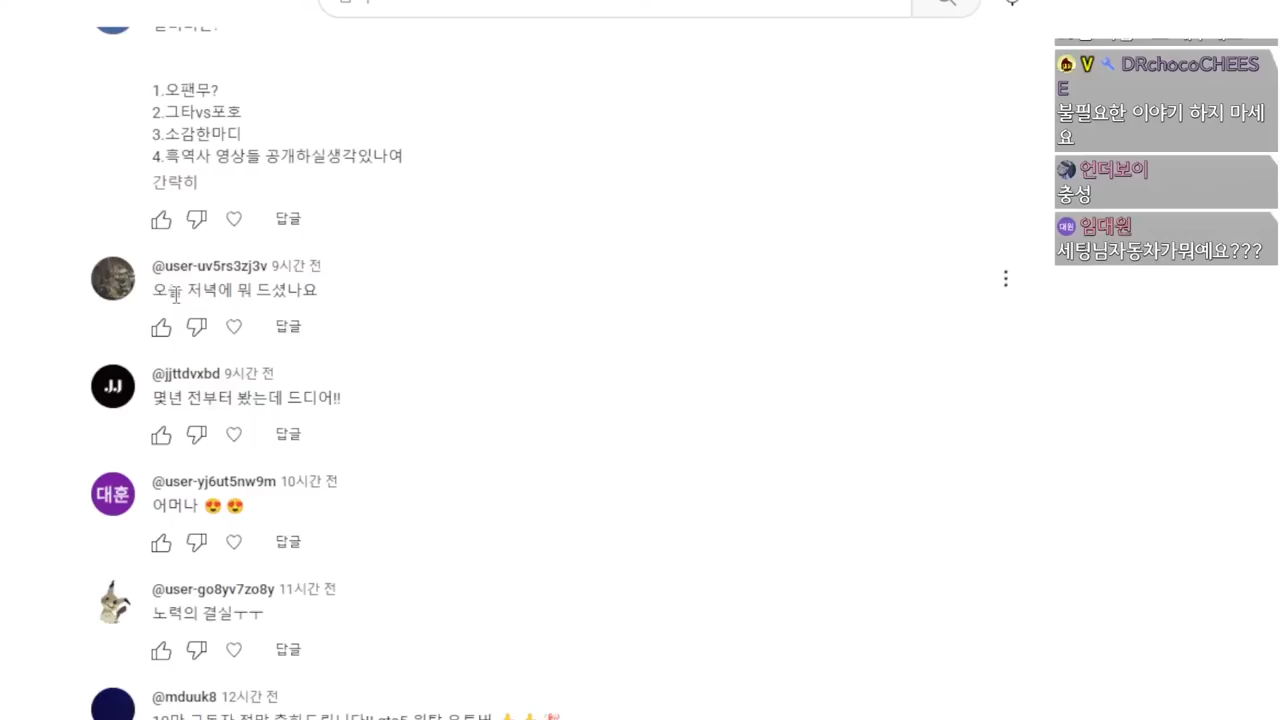 1.오팬무?
2.그타vs포호
3.소감한마디
4.흑역사 영상들 공개하실생각있나여
간략히
답글
@user-uv5rs3zj3v 9시간 전
오늘 저녁에 뭐 드셨나요
답글
.JJ
@jjttdvxbd 9시간 전
몇년 전부터 봤는데 드디어!!
답글
대훈
@user-yj6ut5nw9m 10시간 전
어머나 😍 😍
답글
@user-go8yv7zo8y 11시간 전
노력의 결실ㅜㅜ
답글
@mduuk8 12시간 전
V DRchocoCHEES
E
불필요한 이야기 하지 마세
요
언더보이
충성
대원 임대원
세팅님자동차가뭐예요???